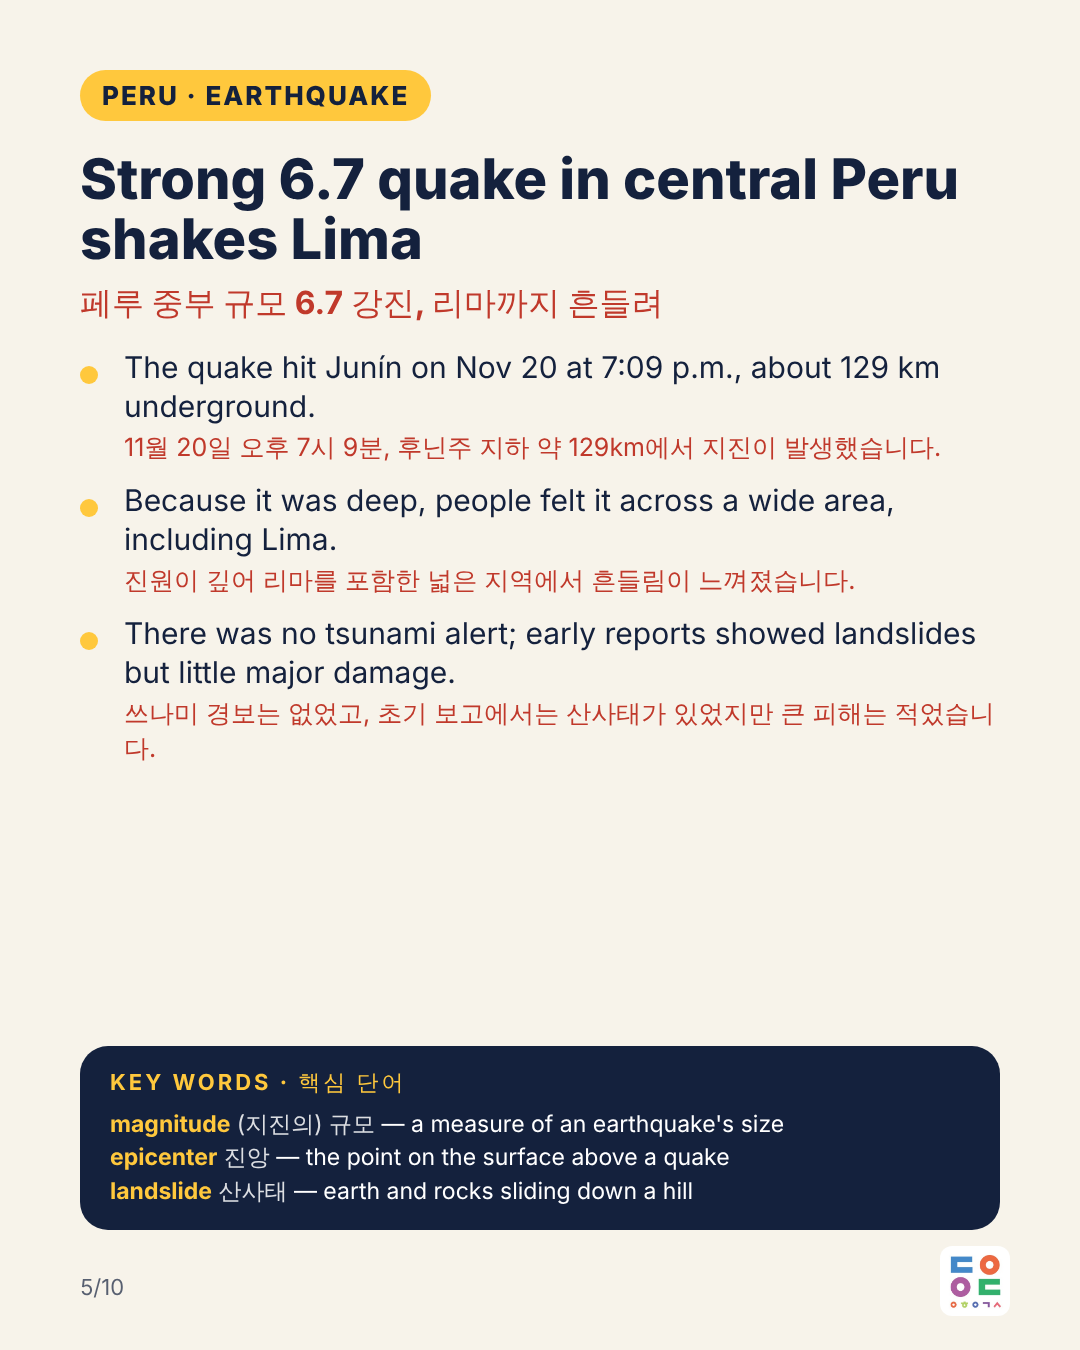 PERU · EARTHQUAKE
Strong 6.7 quake in central Peru
shakes Lima
페루 중부 규모 6.7 강진, 리마까지 흔들려
The quake hit Junín on Nov 20 at 7:09 p.m., about 129 km
underground.
11월 20일 오후 7시 9분, 후닌주 지하 약 129km에서 지진이 발생했습니다.
Because it was deep, people felt it across a wide area,
including Lima.
진원이 깊어 리마를 포함한 넓은 지역에서 흔들림이 느껴졌습니다.
There was no tsunami alert; early reports showed landslides
but little major damage.
쓰나미 경보는 없었고, 초기 보고에서는 산사태가 있었지만 큰 피해는 적었습니
다.
KEY WORDS · 핵심 단어
magnitude (지진의) 규모 — a measure of an earthquake's size
epicenter 진앙 — the point on the surface above a quake
landslide 산사태 — earth and rocks sliding down a hill
5/10